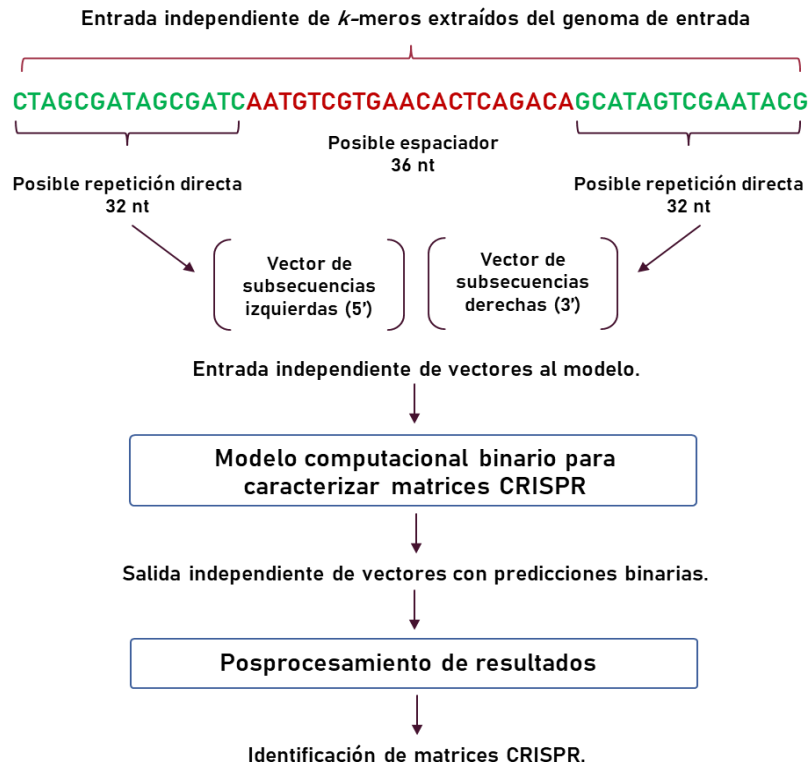 Entrada independiente de k-meros extraídos del genoma de entrada
CTAGCGATAGCGATCAATGTCGTGAACACTCAGACAGCATAGTCGAATACG
Posible espaciador
36 nt
Posible repetición directa
32 nt
Posible repetición directa
32 nt
Vector de
subsecuencias
izquierdas (5')
Vector de
subsecuencias
derechas (3')
Entrada independiente de vectores al modelo.
Modelo computacional binario para
caracterizar matrices CRISPR
Salida independiente de vectores con predicciones binarias.
Posprocesamiento de resultados
Identificación de matrices CRISPR.